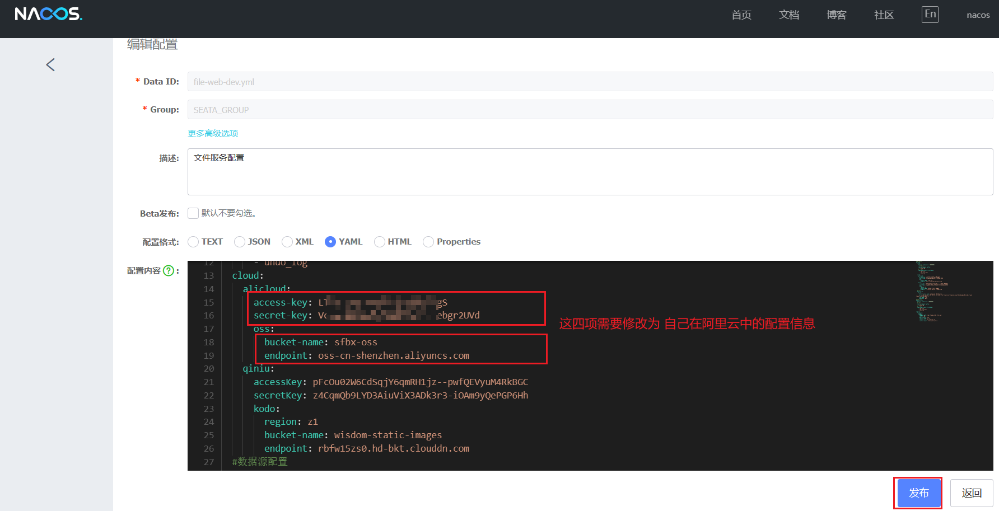 NACOS.
首页 文档 博客 社区 En nacos
编辑配置
* Data ID: file-web-dev.yml
* Group: SEATA_GROUP
更多高级选项
描述: 文件服务配置
Beta发布: 默认不要勾选。
配置格式: TEXT JSON XML YAML HTML Properties
配置内容 ? :
12 - undo_log
13 cloud:
14 alicloud:
15 access-key: LT gS
16 secret-key: Vc ebgr2UVd
17 oss:
18 bucket-name: sfbx-oss
19 endpoint: oss-cn-shenzhen.aliyuncs.com
这四项需要修改为 自己在阿里云中的配置信息
20 qiniu:
21 accessKey: pFcOu02W6CdSqjY6qmRH1jz--pwfQEVyuM4RkBGC
22 secretKey: z4CqmQb9LYD3AiuViX3ADk3r3-iOAm9yQePGP6Hh
23 kodo:
24 region: z1
25 bucket-name: wisdom-static-images
26 endpoint: rbfw15zs0.hd-bkt.clouddn.com
27 #数据源配置
发布 返回